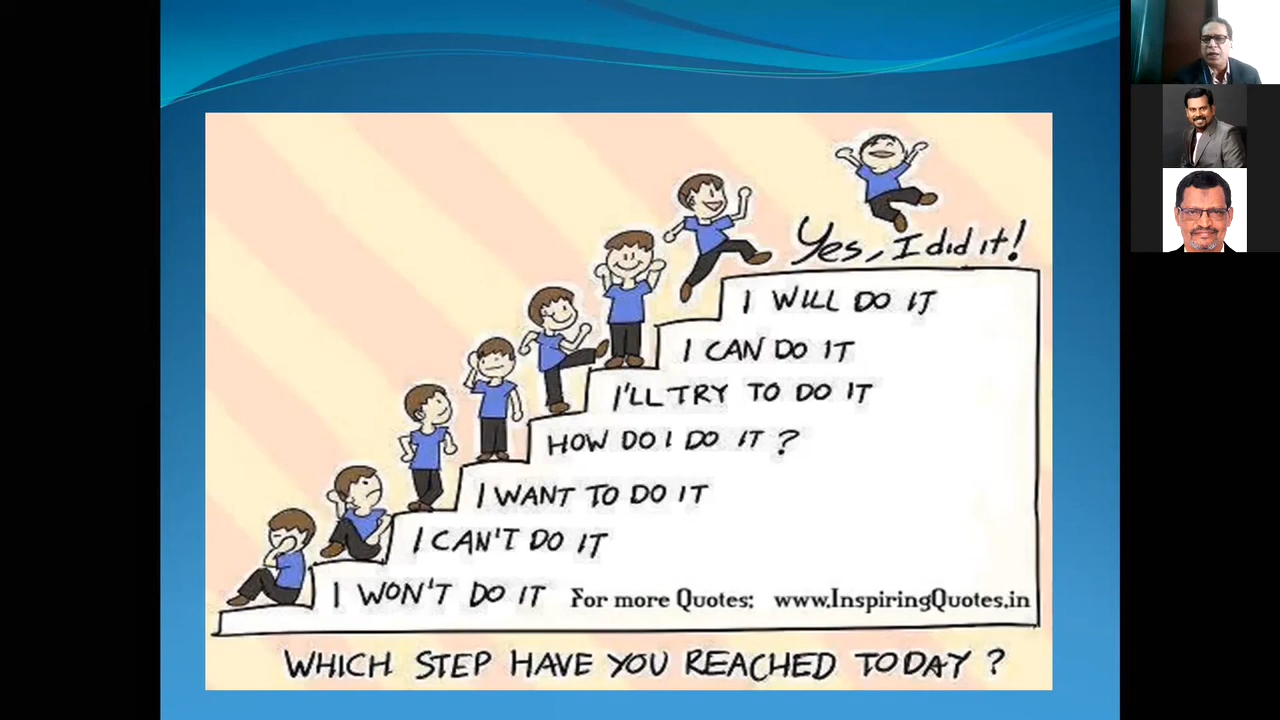 Yes, I did it!
I WILL DO IT
I CAN DO IT
I'LL TRY TO DO IT
HOW DO I DO IT?
I WANT TO DO IT
I CAN'T DO IT
I WON'T DO IT For more Quotes: www.InspiringQuotes.in
WHICH STEP HAVE YOU REACHED TODAY?